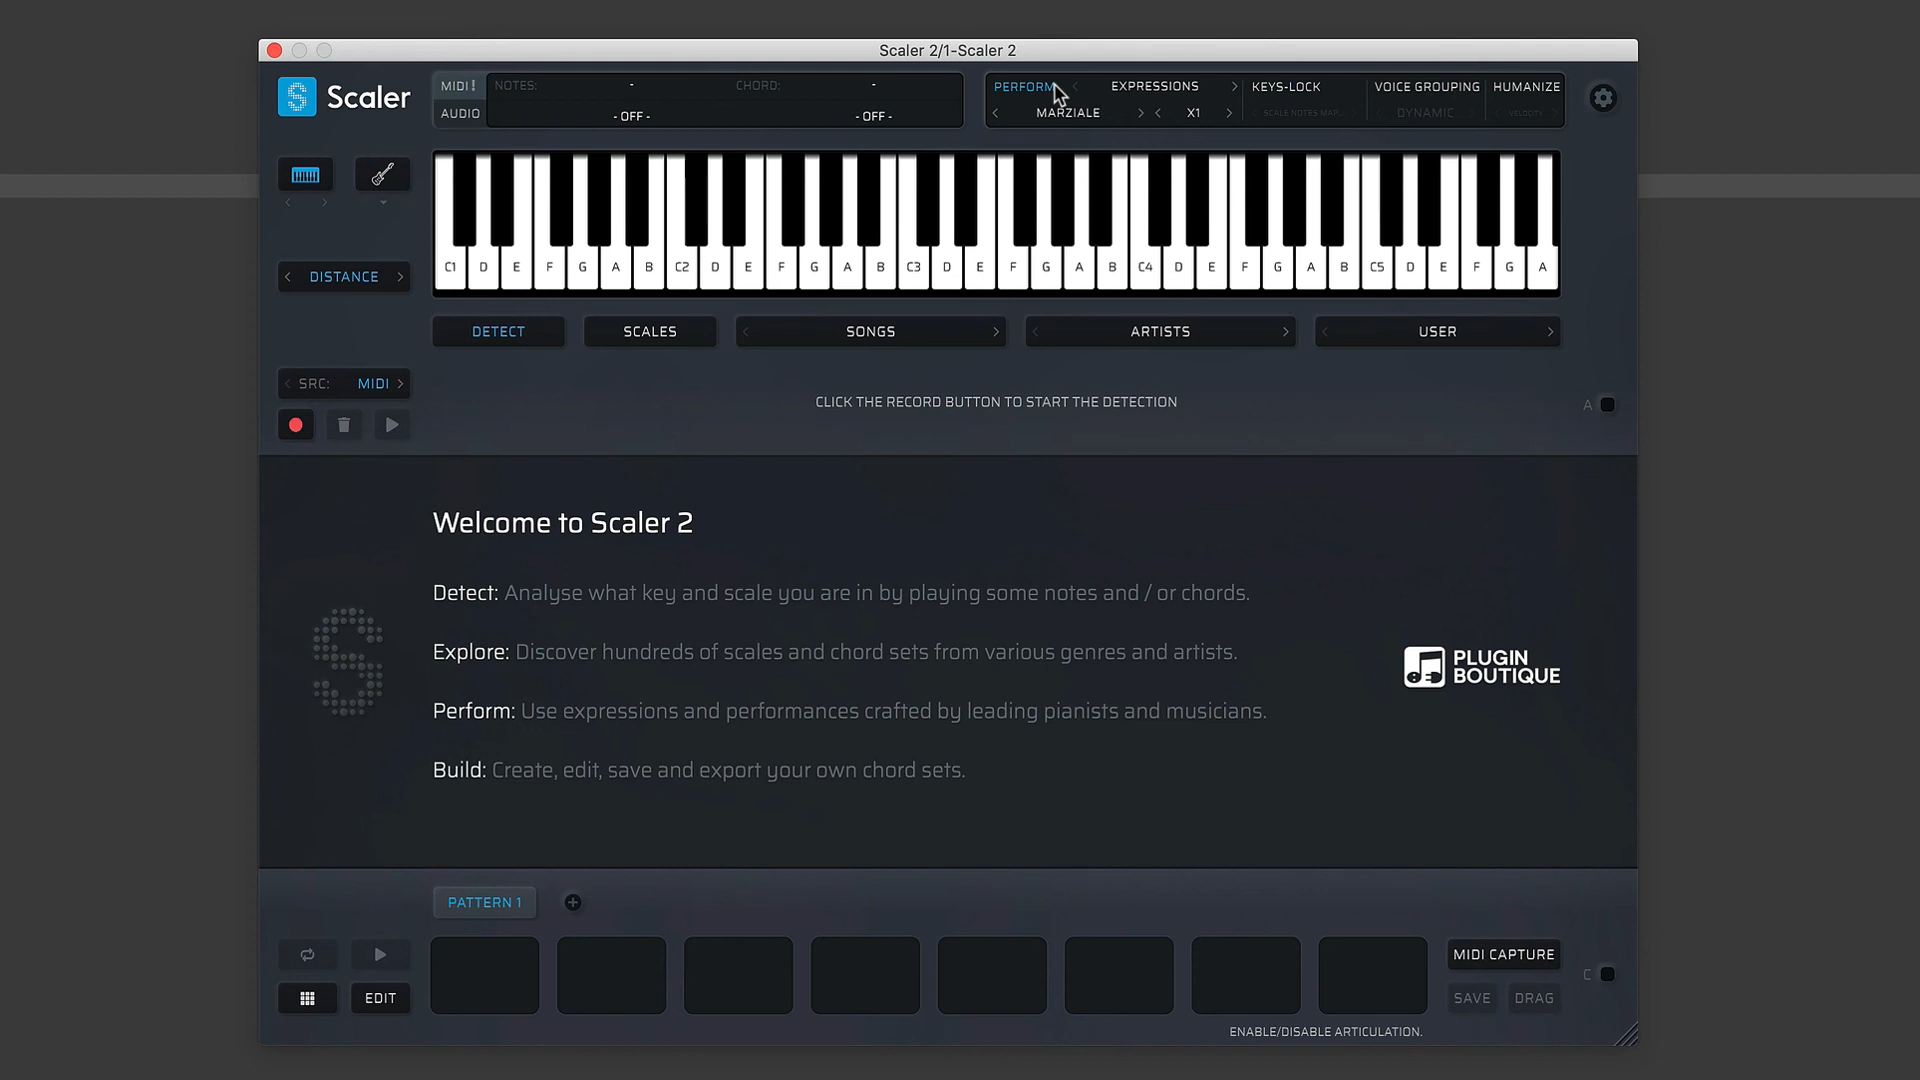 Scaler 2/1-Scaler 2
Scaler
MIDI
AUDIO
NOTES: - CHORD: -
- OFF - - OFF -
PERFORM EXPRESSIONS KEYS-LOCK VOICE GROUPING HUMANIZE
MARZIALE X1 SCALE NOTES MAP... DYNAMIC VELOCITY
C1 D E F G A B C2 D E F G A B C3 D E F G A B C4 D E F G A B C5 D E F G A
DISTANCE
DETECT SCALES SONGS ARTISTS USER
SRC: MIDI
CLICK THE RECORD BUTTON TO START THE DETECTION
A
Welcome to Scaler 2
Detect: Analyse what key and scale you are in by playing some notes and / or chords.
Explore: Discover hundreds of scales and chord sets from various genres and artists.
Perform: Use expressions and performances crafted by leading pianists and musicians.
Build: Create, edit, save and export your own chord sets.
S
PLUGIN
BOUTIQUE
PATTERN 1
MIDI CAPTURE
C
EDIT
SAVE DRAG
ENABLE/DISABLE ARTICULATION.